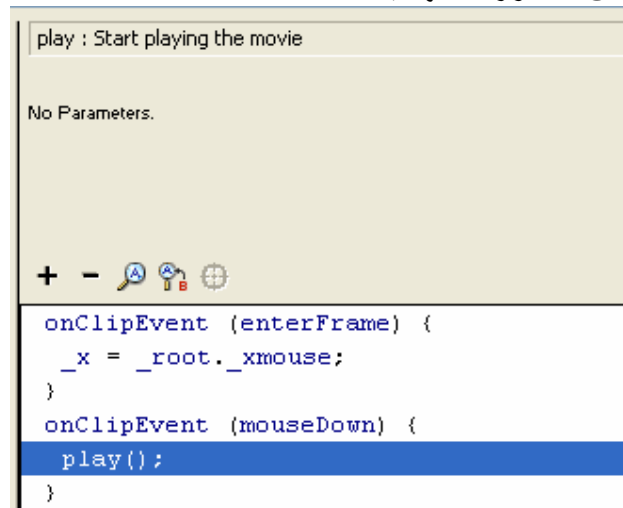 play : Start playing the movie
No Parameters.
onClipEvent (enterFrame) {
_x = _root._xmouse;
}
onClipEvent (mouseDown) {
play();
}